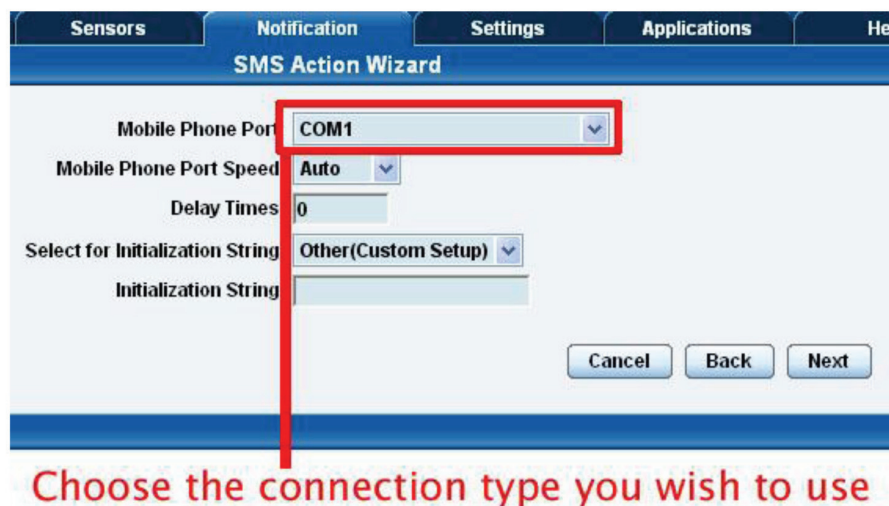 Sensors Notification Settings Applications He
SMS Action Wizard
Mobile Phone Port COM1
Mobile Phone Port Speed Auto
Delay Times 0
Select for Initialization String Other(Custom Setup)
Initialization String
Cancel Back Next
Choose the connection type you wish to use